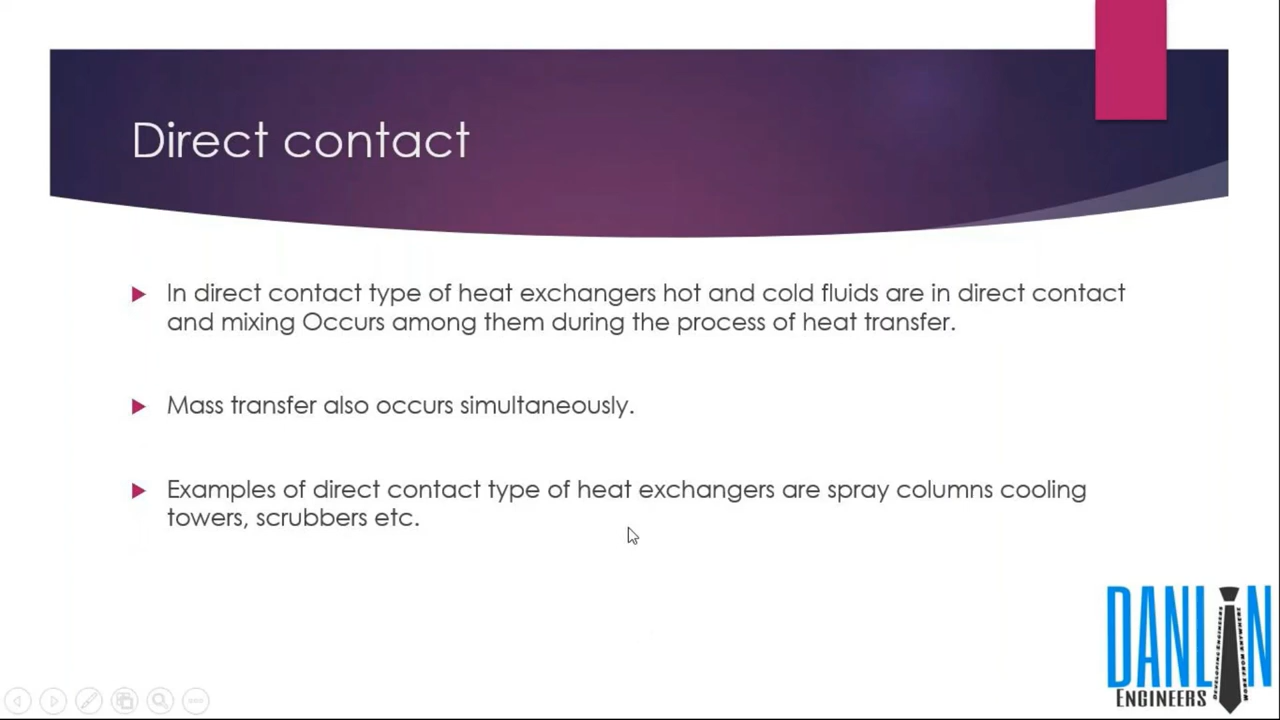 Direct contact
In direct contact type of heat exchangers hot and cold fluids are in direct contact
and mixing Occurs among them during the process of heat transfer.
Mass transfer also occurs simultaneously.
Examples of direct contact type of heat exchangers are spray columns cooling
towers, scrubbers etc.
DANLIN
ENGINEERS